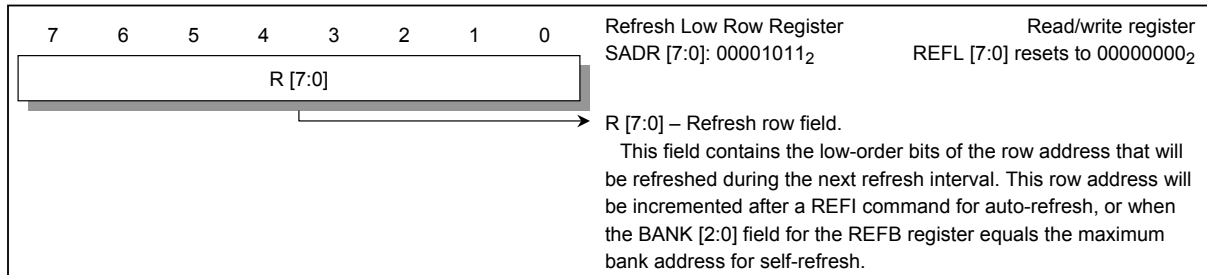 7 6 5 4 3 2 1 0
R [7:0]
Refresh Low Row Register Read/write register
SADR [7:0]: 00001011₂ REFL [7:0] resets to 00000000₂
R [7:0] – Refresh row field.
This field contains the low-order bits of the row address that will
be refreshed during the next refresh interval. This row address will
be incremented after a REFI command for auto-refresh, or when
the BANK [2:0] field for the REFB register equals the maximum
bank address for self-refresh.